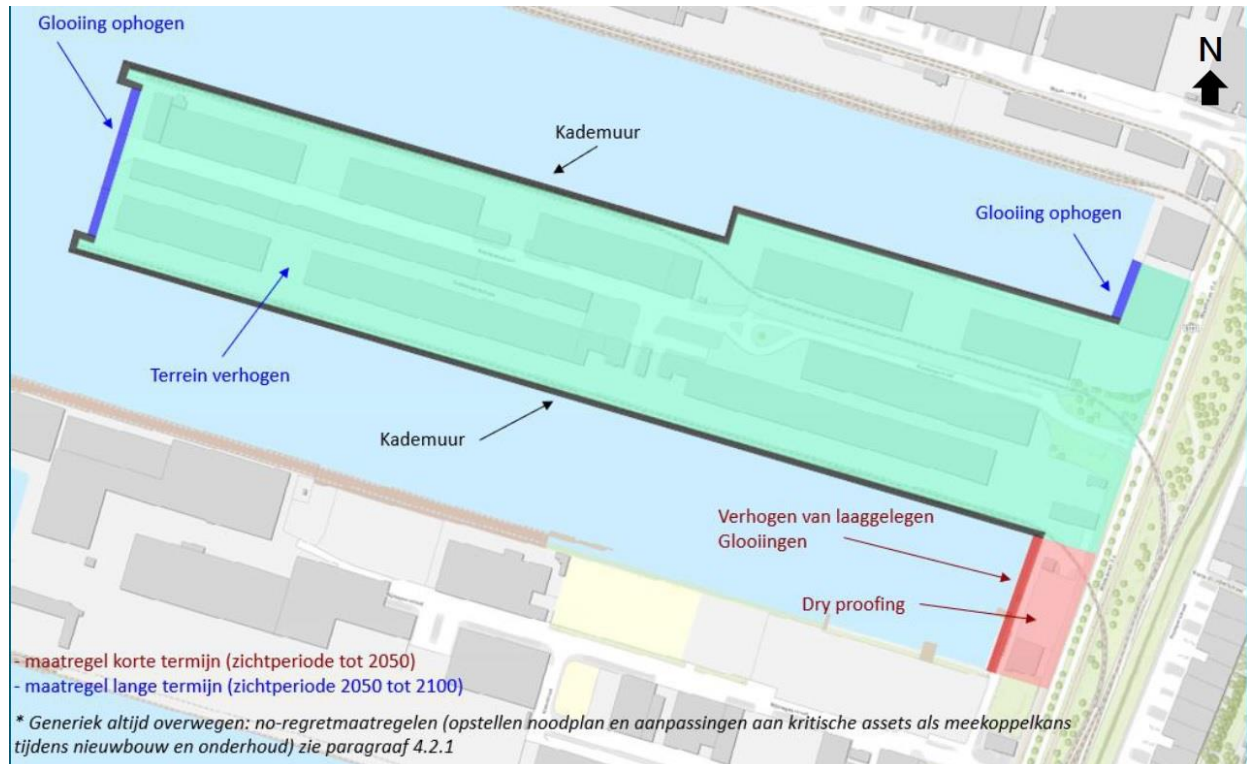 Glooiing ophogen
N
Kademuur
Glooiing ophogen
Terrein verhogen
Kademuur
Verhogen van laaggelegen
Glooiingen
Dry proofing
- maatregel korte termijn (zichtperiode tot 2050)
- maatregel lange termijn (zichtperiode 2050 tot 2100)
* Generiek altijd overwegen: no-regretmaatregelen (opstellen noodplan en aanpassingen aan kritische assets als meekoppelkans
tijdens nieuwbouw en onderhoud) zie paragraaf 4.2.1